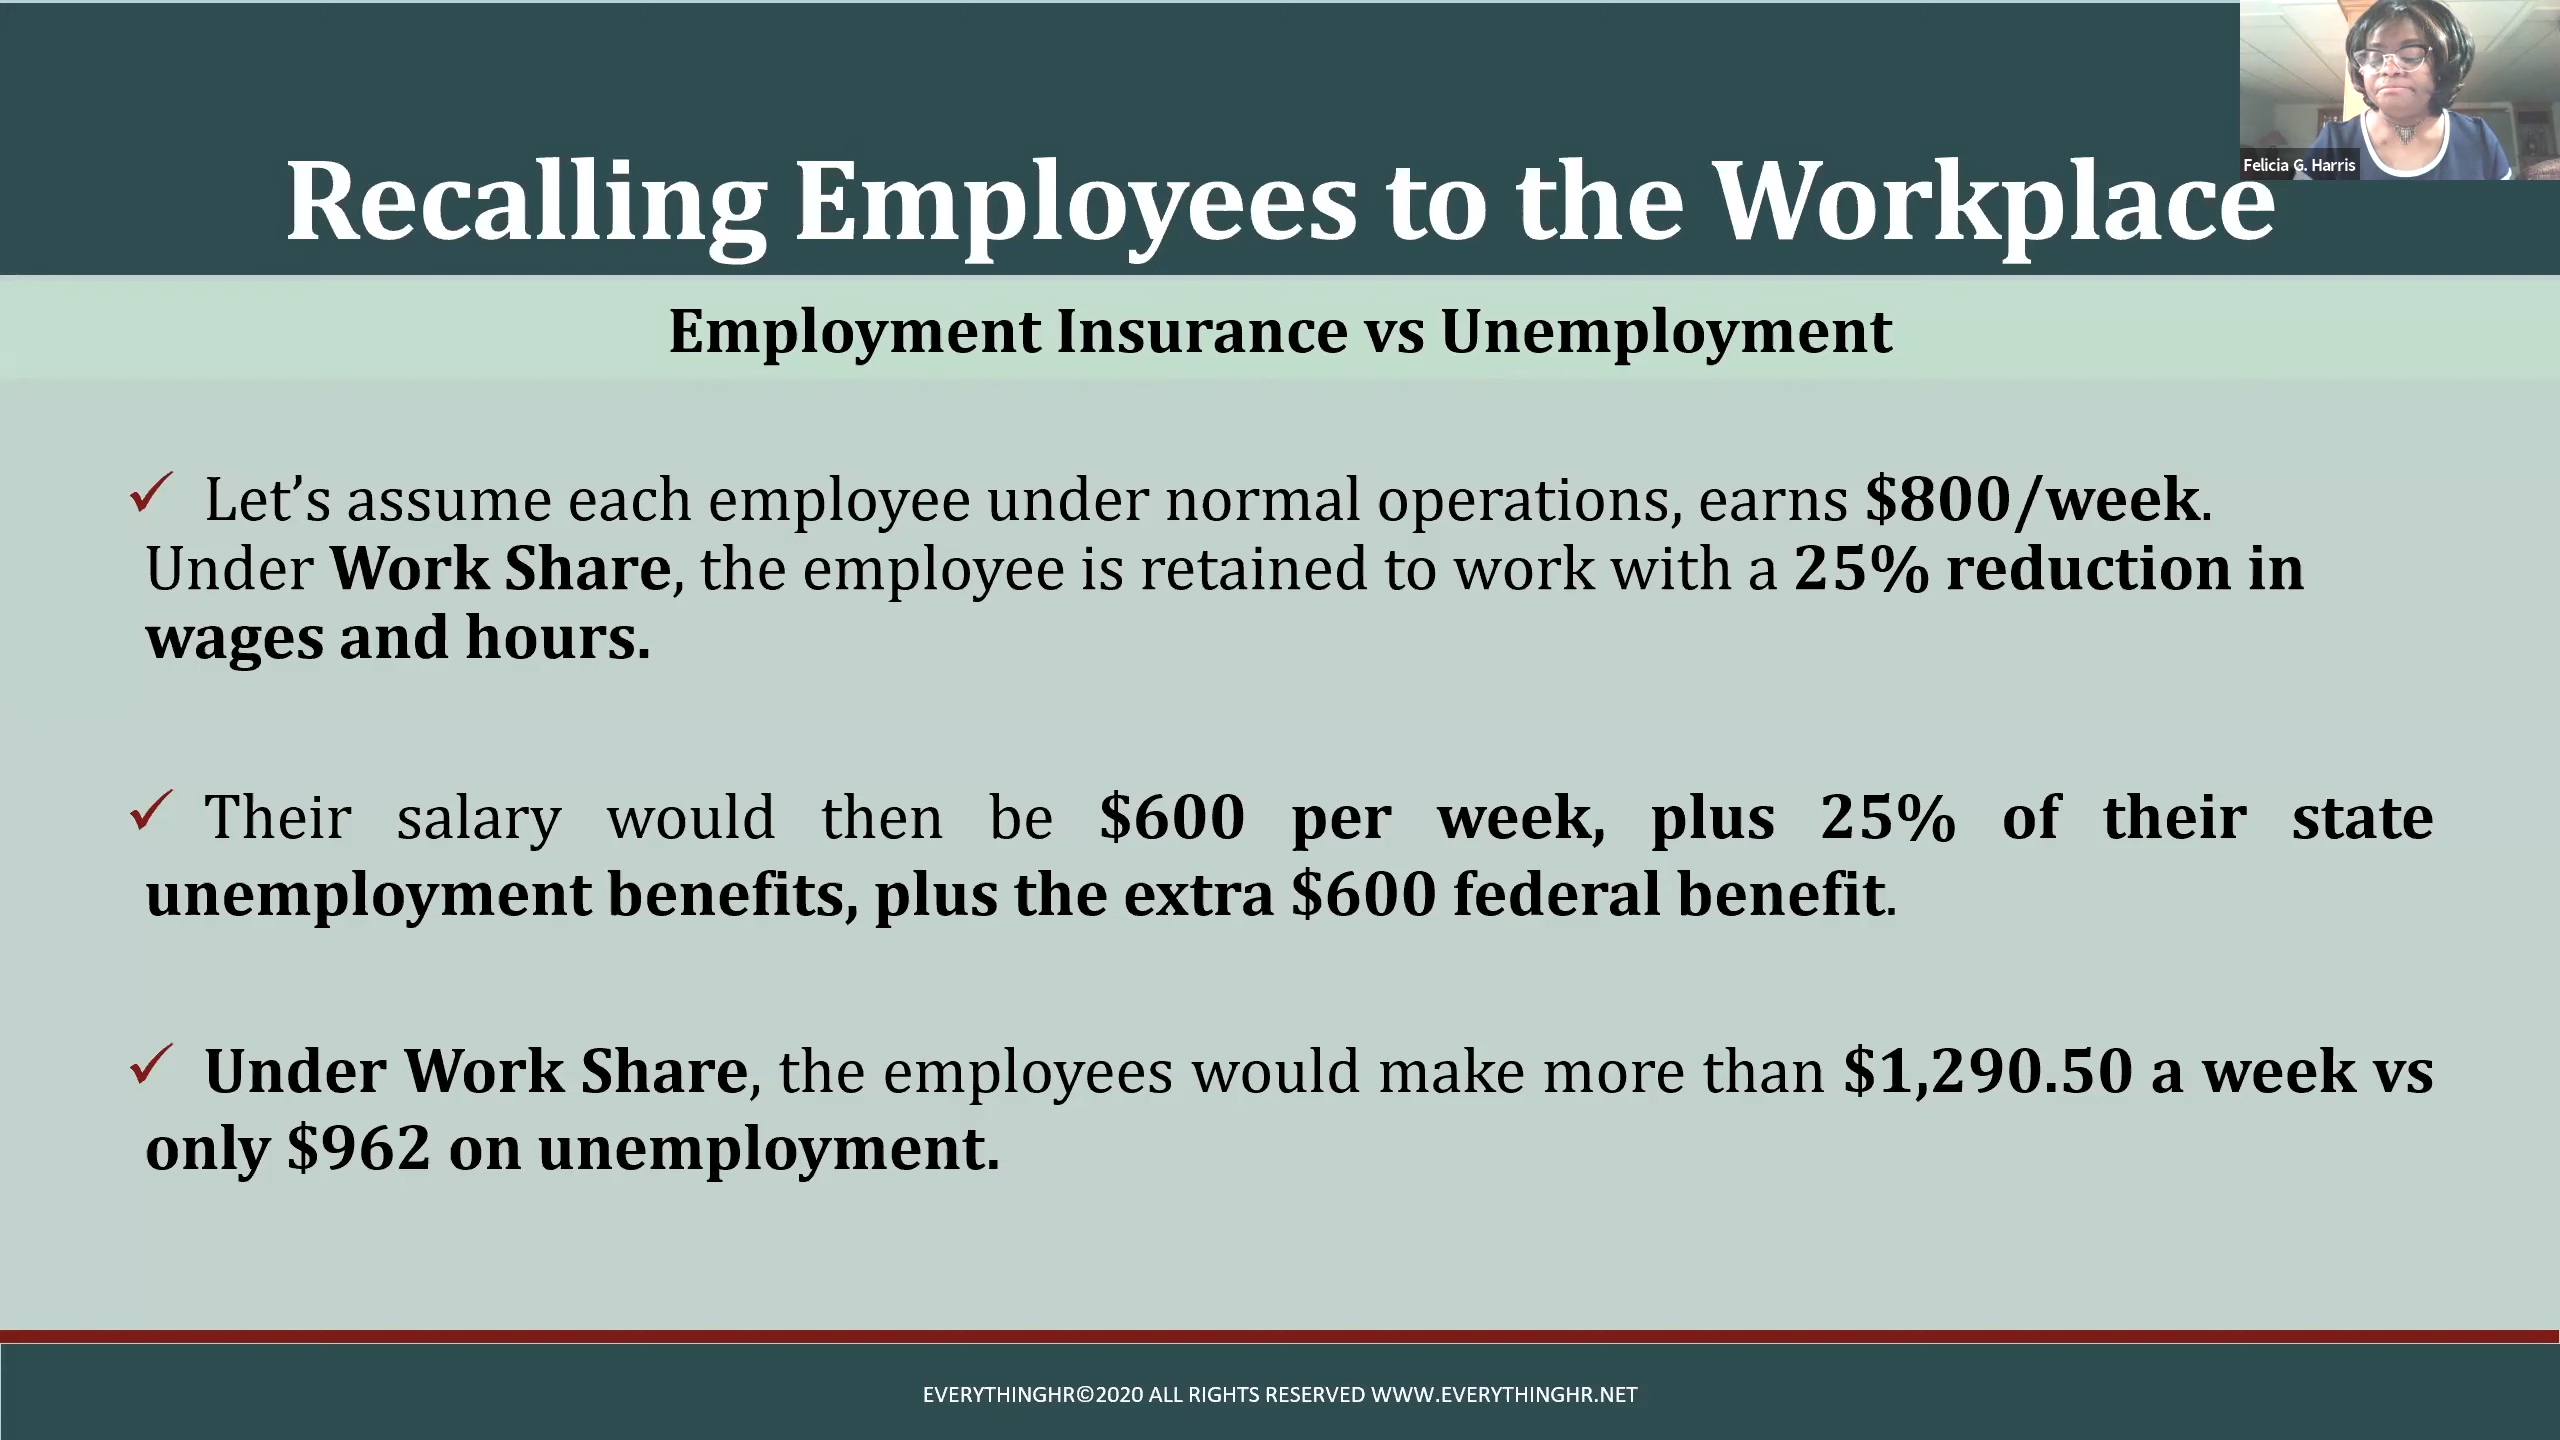 Felicia G. Harris
Recalling Employees to the Workplace
Employment Insurance vs Unemployment
✓ Let’s assume each employee under normal operations, earns $800/week.
Under Work Share, the employee is retained to work with a 25% reduction in
wages and hours.
✓ Their salary would then be $600 per week, plus 25% of their state
unemployment benefits, plus the extra $600 federal benefit.
✓ Under Work Share, the employees would make more than $1,290.50 a week vs
only $962 on unemployment.
EVERYTHINGHR©2020 ALL RIGHTS RESERVED WWW.EVERYTHINGHR.NET